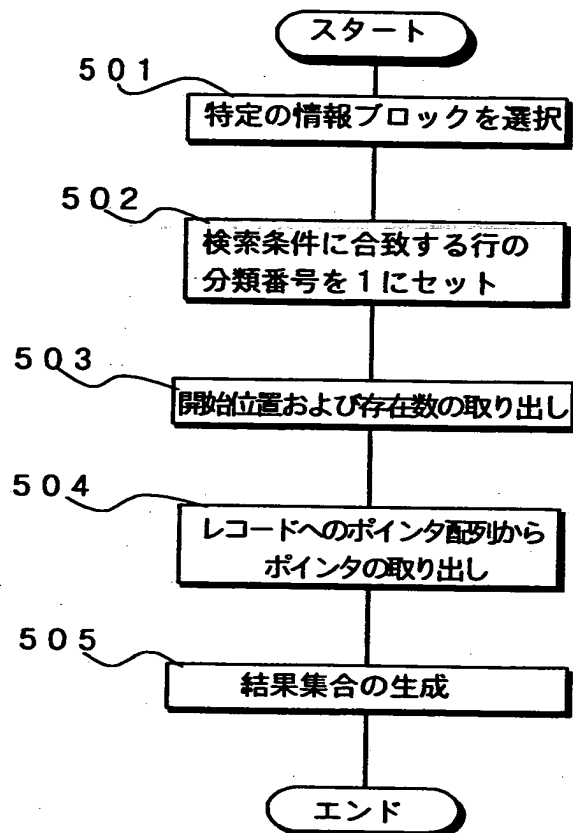 スタート
501
特定の情報ブロックを選択
502
検索条件に合致する行の
分類番号を1にセット
503
開始位置および存在数の取り出し
504
レコードへのポインタ配列から
ポインタの取り出し
505
結果集合の生成
エンド